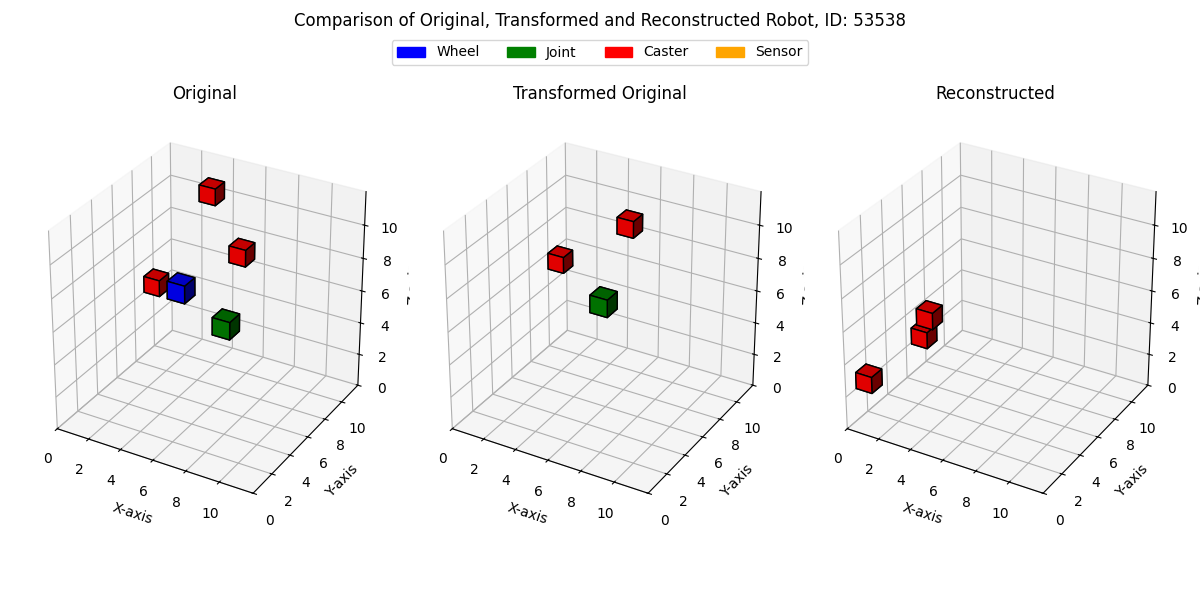 Comparison of Original, Transformed and Reconstructed Robot, ID: 53538
Wheel Joint Caster Sensor
Original Transformed Original Reconstructed
10 10 10
8 8 8
6 6 6
4 4 4
2 2 2
0 0 0
0 2 4 6 8 10 0 2 4 6 8 10 0 2 4 6 8 10
0 2 4 6 8 10 0 2 4 6 8 10 0 2 4 6 8 10
X-axis Y-axis X-axis Y-axis X-axis Y-axis